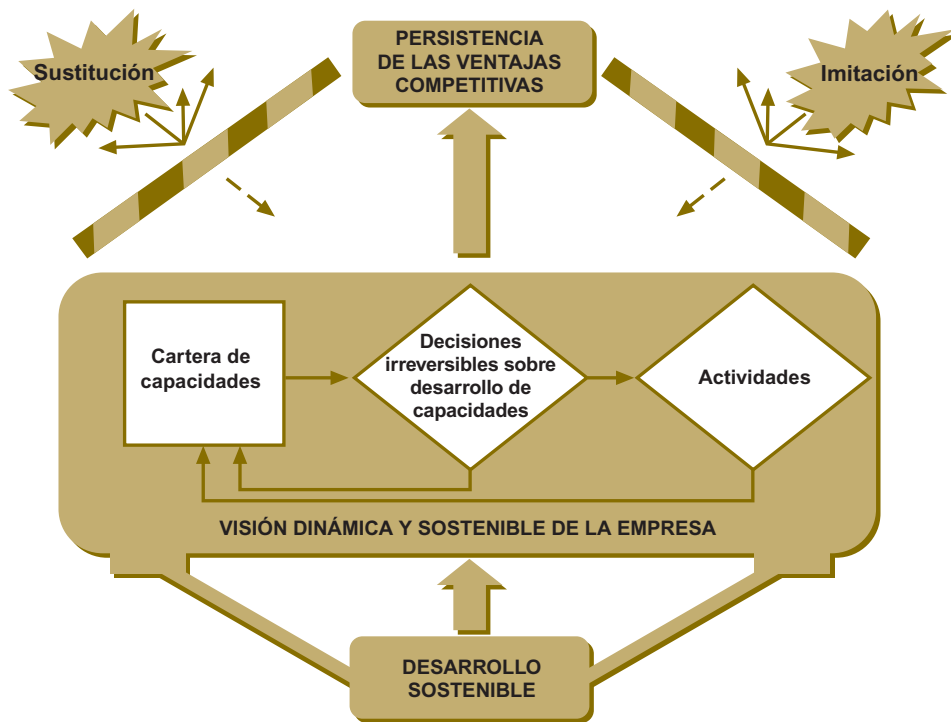 PERSISTENCIA
DE LAS VENTAJAS
COMPETITIVAS
Sustitución
Imitación
Cartera de
capacidades
Decisiones
irreversibles sobre
desarrollo de
capacidades
Actividades
VISIÓN DINÁMICA Y SOSTENIBLE DE LA EMPRESA
DESARROLLO
SOSTENIBLE